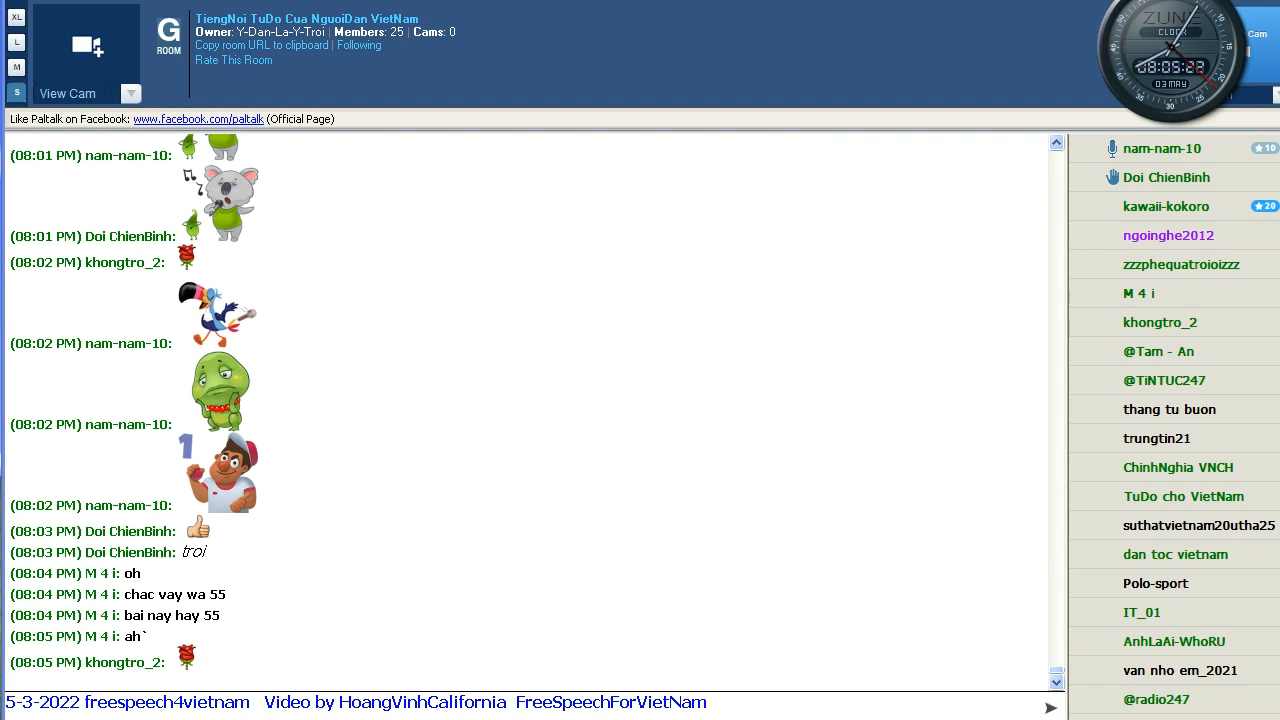 XL
L
M
S
View Cam
G
ROOM
TiengNoi TuDo Cua NguoiDan VietNam
Owner: Y-Dan-La-Y-Troi | Members: 25 | Cams: 0
Copy room URL to clipboard | Following
Rate This Room
ZUNE
CLOCK
08:05:22
03 MAY
Cam
Like Paltalk on Facebook: www.facebook.com/paltalk (Official Page)
(08:01 PM) nam-nam-10:
(08:01 PM) Doi ChienBinh:
(08:02 PM) khongtro_2:
(08:02 PM) nam-nam-10:
(08:02 PM) nam-nam-10:
1
(08:02 PM) nam-nam-10:
(08:03 PM) Doi ChienBinh:
(08:03 PM) Doi ChienBinh: troi
(08:04 PM) M 4 i: oh
(08:04 PM) M 4 i: chac vay wa 55
(08:04 PM) M 4 i: bai nay hay 55
(08:05 PM) M 4 i: ah`
(08:05 PM) khongtro_2:
nam-nam-10 ★10
Doi ChienBinh
kawaii-kokoro ★20
ngoinghe2012
zzzphequatroioizzz
M 4 i
khongtro_2
@Tam - An
@TiNTUC247
thang tu buon
trungtin21
ChinhNghia VNCH
TuDo cho VietNam
suthatvietnam20utha25
dan toc vietnam
Polo-sport
IT_01
AnhLaAi-WhoRU
van nho em_2021
@radio247
5-3-2022 freespeech4vietnam Video by HoangVinhCalifornia FreeSpeechForVietNam